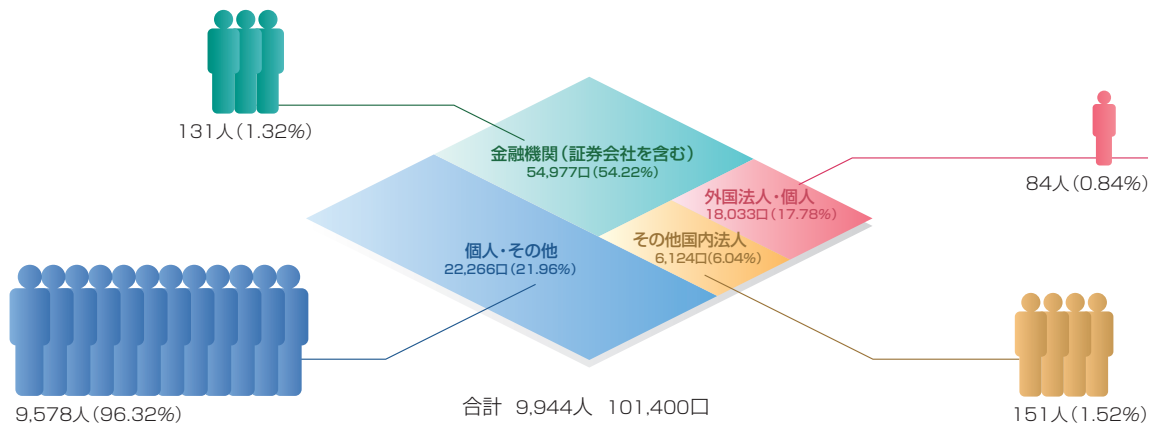 131人(1.32%)
金融機関(証券会社を含む)
54,977口(54.22%)
84人(0.84%)
外国法人・個人
18,033口(17.78%)
その他国内法人
6,124口(6.04%)
個人・その他
22,266口(21.96%)
9,578人(96.32%)
合計 9,944人 101,400口
151人(1.52%)